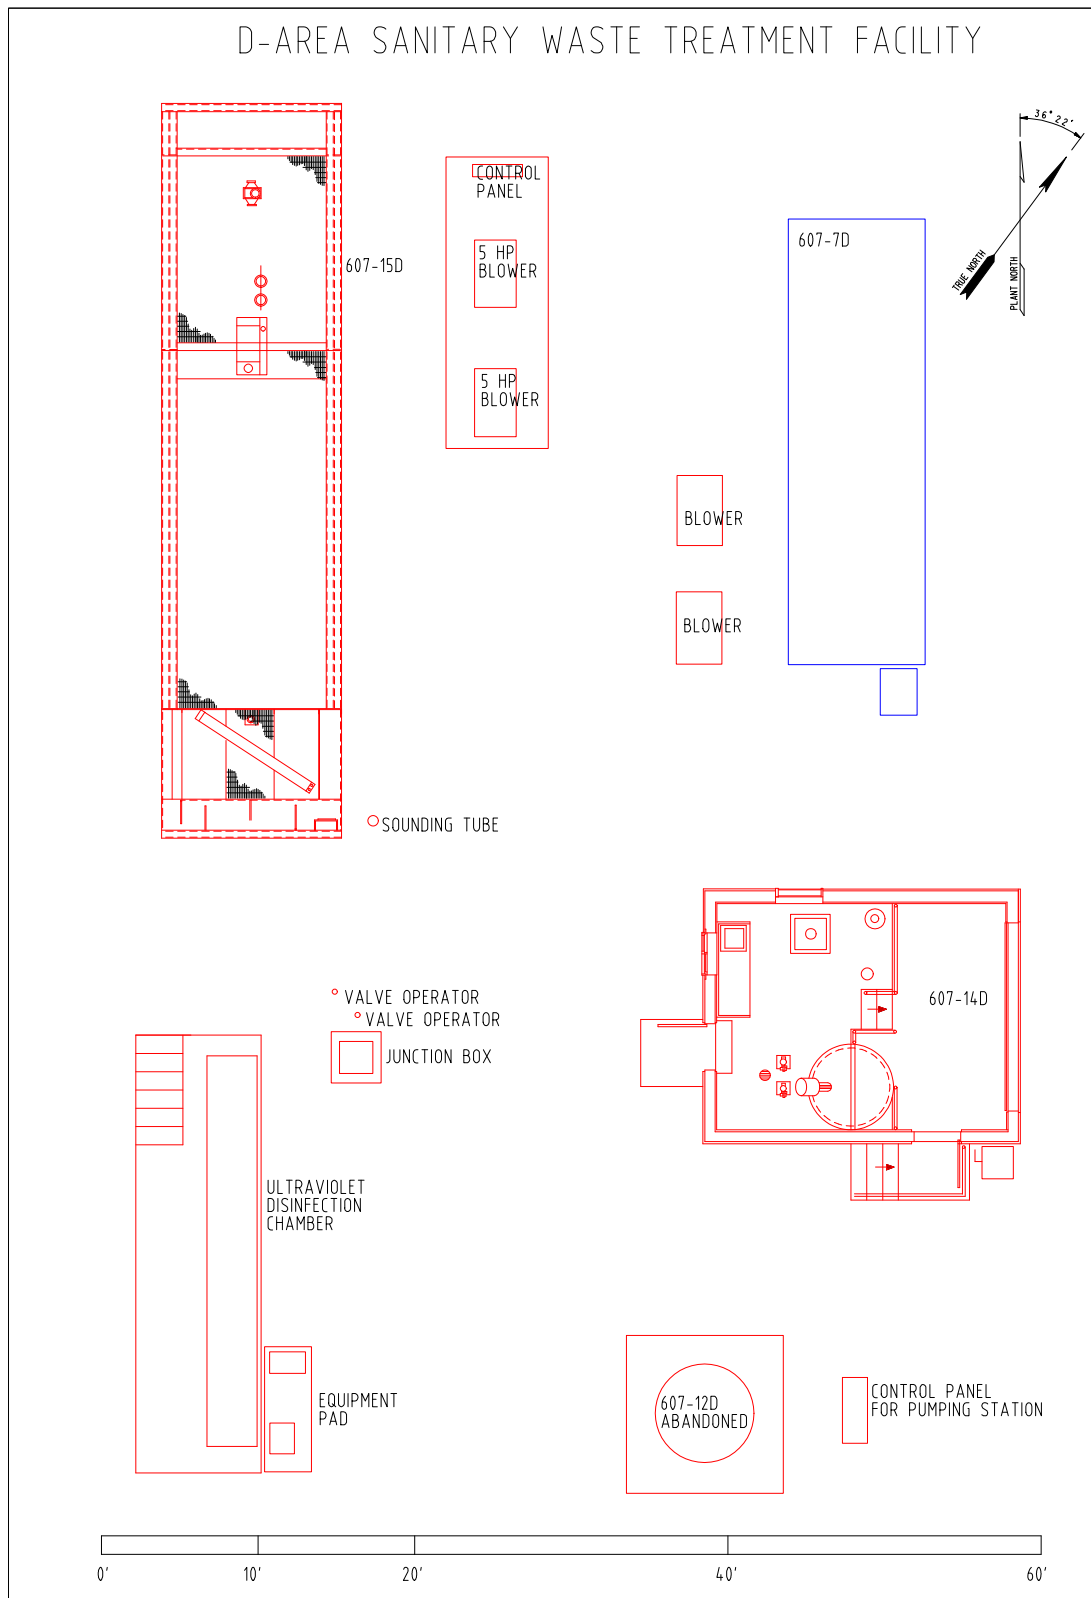 D-AREA SANITARY WASTE TREATMENT FACILITY
36° 22'
TRUE NORTH
PLANT NORTH
CONTROL
PANEL
607-15D
5 HP
BLOWER
5 HP
BLOWER
607-7D
BLOWER
BLOWER
SOUNDING TUBE
VALVE OPERATOR
VALVE OPERATOR
JUNCTION BOX
607-14D
ULTRAVIOLET
DISINFECTION
CHAMBER
EQUIPMENT
PAD
607-12D
ABANDONED
CONTROL PANEL
FOR PUMPING STATION
0' 10' 20' 40' 60'